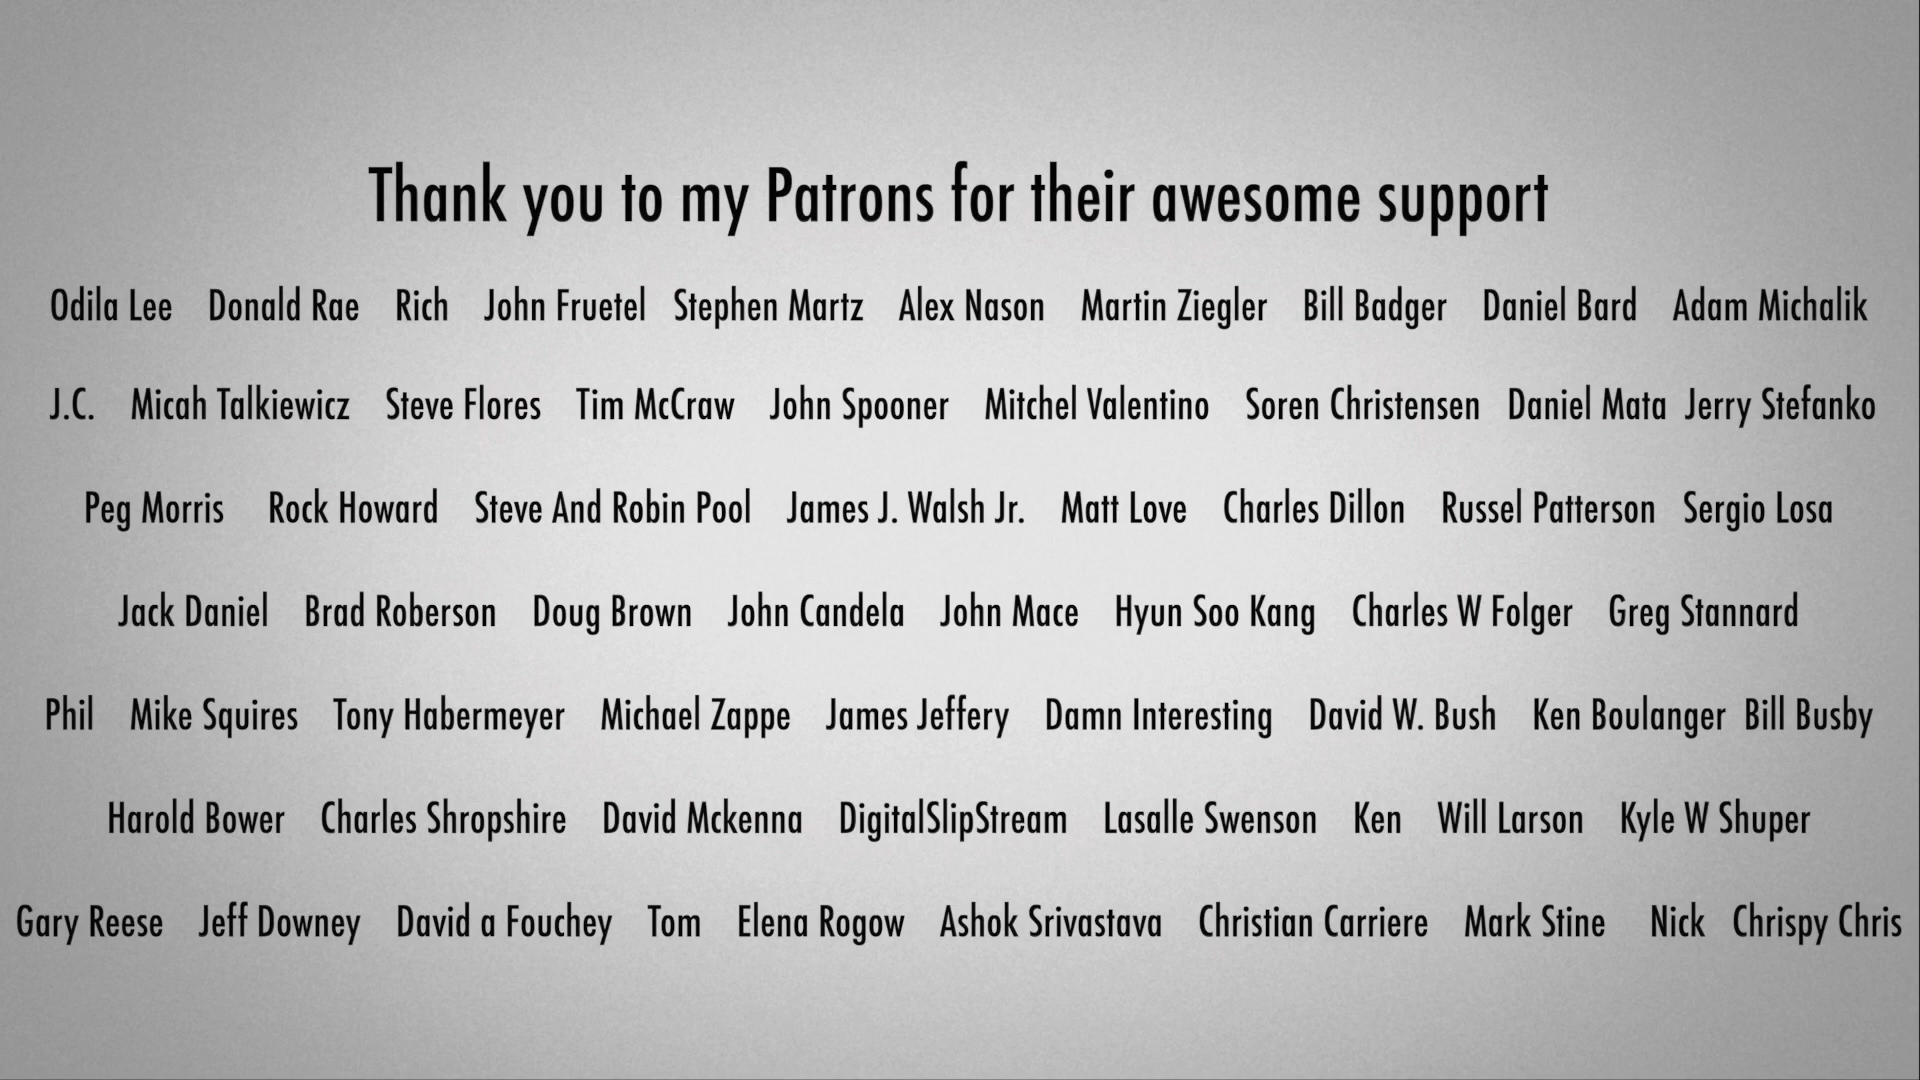 Thank you to my Patrons for their awesome support
Odila Lee Donald Rae Rich John Fruetel Stephen Martz Alex Nason Martin Ziegler Bill Badger Daniel Bard Adam Michalik
J.C. Micah Talkiewicz Steve Flores Tim McCraw John Spooner Mitchel Valentino Soren Christensen Daniel Mata Jerry Stefanko
Peg Morris Rock Howard Steve And Robin Pool James J. Walsh Jr. Matt Love Charles Dillon Russel Patterson Sergio Losa
Jack Daniel Brad Roberson Doug Brown John Candela John Mace Hyun Soo Kang Charles W Folger Greg Stannard
Phil Mike Squires Tony Habermeyer Michael Zappe James Jeffery Damn Interesting David W. Bush Ken Boulanger Bill Busby
Harold Bower Charles Shropshire David Mckenna DigitalSlipStream Lasalle Swenson Ken Will Larson Kyle W Shuper
Gary Reese Jeff Downey David a Fouchey Tom Elena Rogow Ashok Srivastava Christian Carriere Mark Stine Nick Chrispy Chris